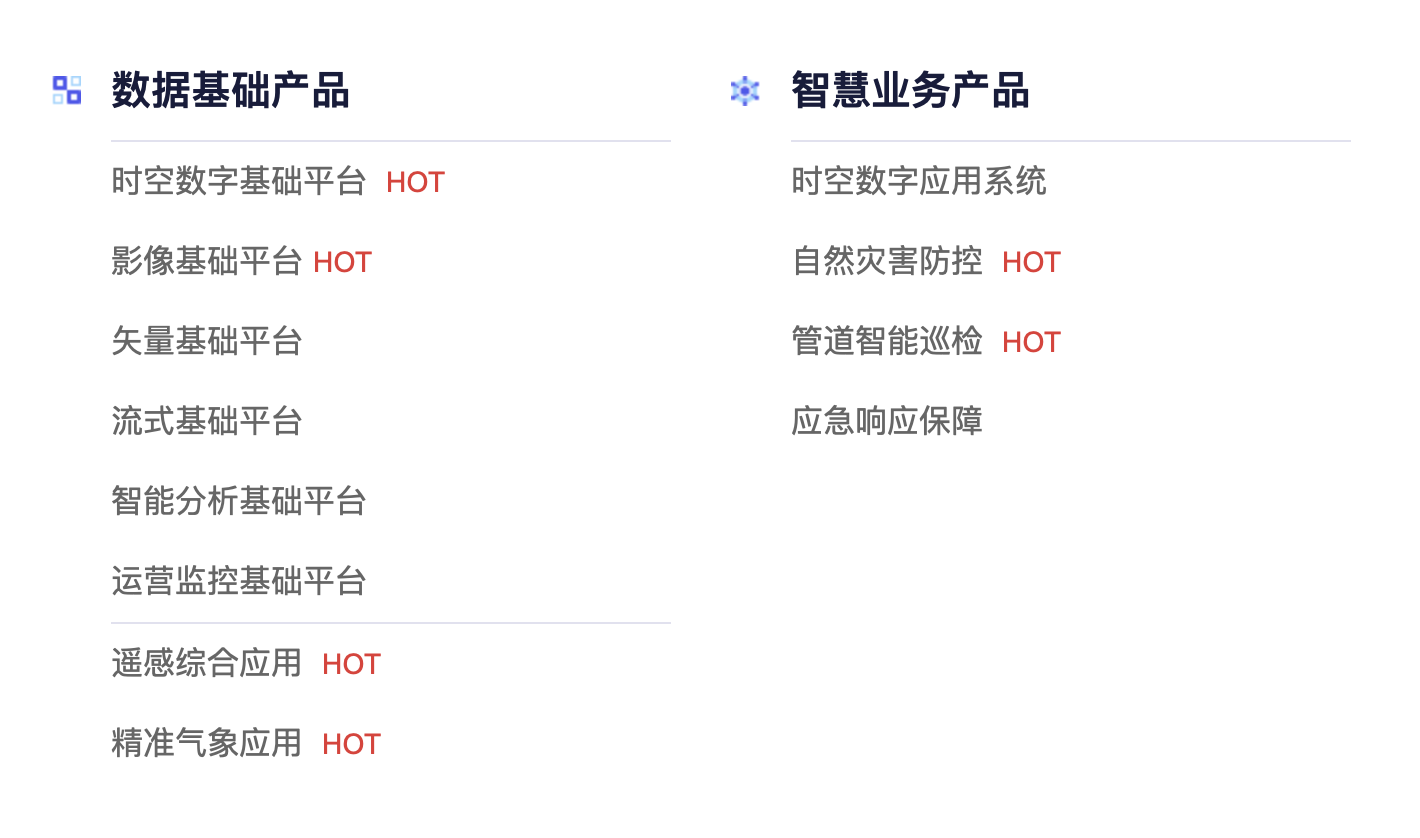 数据基础产品
时空数字基础平台 HOT
影像基础平台 HOT
矢量基础平台
流式基础平台
智能分析基础平台
运营监控基础平台
遥感综合应用 HOT
精准气象应用 HOT
智慧业务产品
时空数字应用系统
自然灾害防控 HOT
管道智能巡检 HOT
应急响应保障